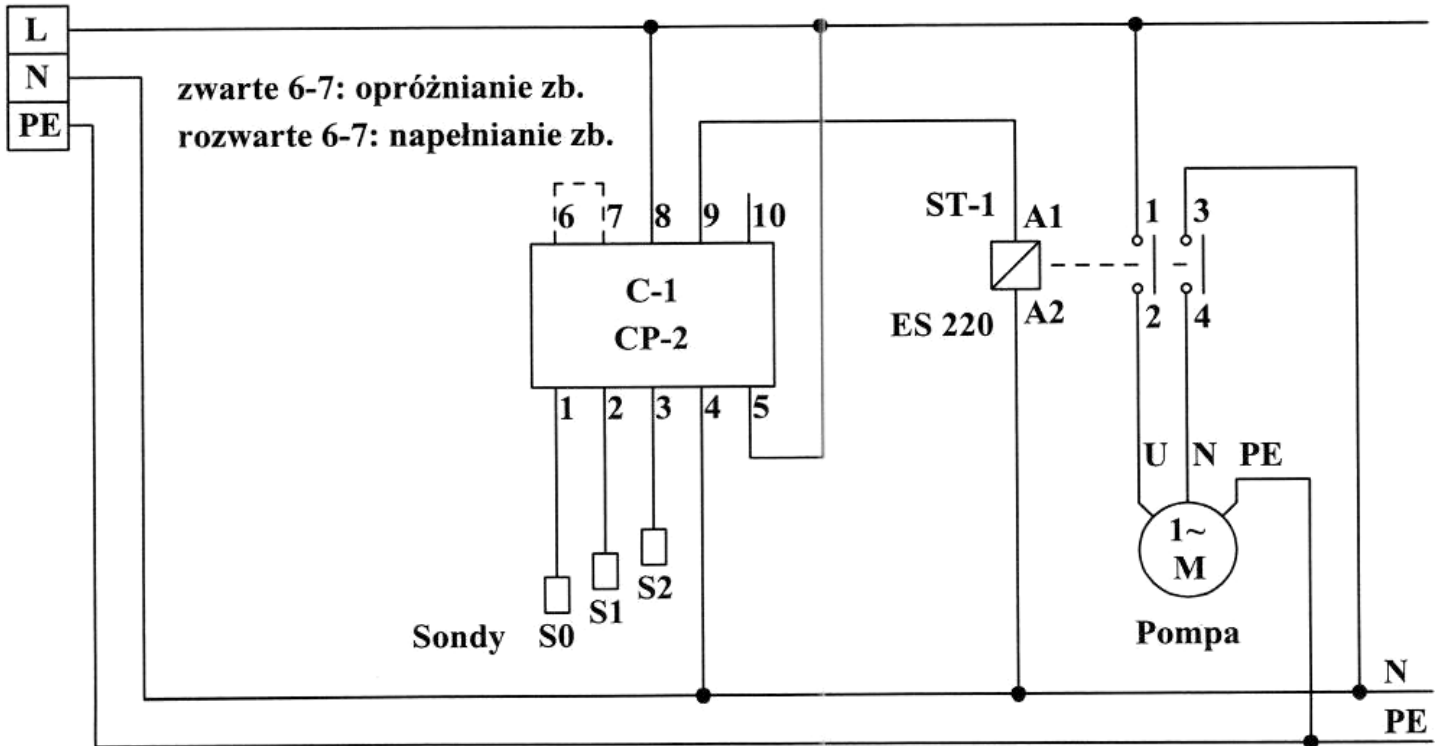 L
N
PE
zwarte 6-7: opróżnianie zb.
rozwarte 6-7: napełnianie zb.
6 7 8 9 10
C-1
CP-2
1 2 3 4 5
S0 S1 S2
Sondy
ST-1 A1
ES 220 A2
1 3
2 4
U N PE
1~
M
Pompa
N
PE